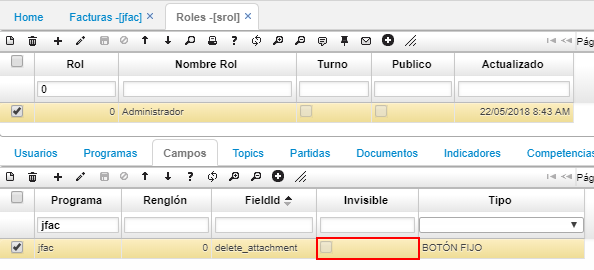 Home Facturas -[jfac] × Roles -[srol] ×
Pág
Rol Nombre Rol Turno Publico Actualizado
0
0 Administrador 22/05/2018 8:43 AM
Usuarios Programas Campos Topics Partidas Documentos Indicadores Competencias
Pág
Programa Renglón FieldId Invisible Tipo
jfac
jfac 0 delete_attachment BOTÓN FIJO